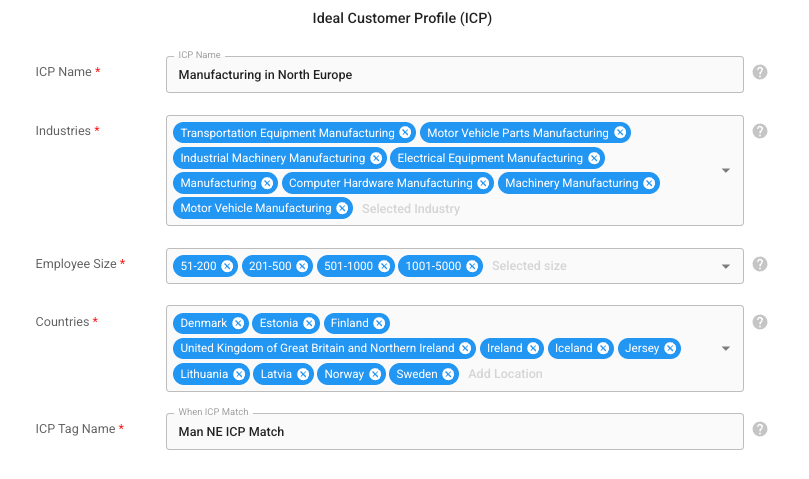 Ideal Customer Profile (ICP)
ICP Name
ICP Name *
Manufacturing in North Europe
Industries *
Transportation Equipment Manufacturing Motor Vehicle Parts Manufacturing
Industrial Machinery Manufacturing Electrical Equipment Manufacturing
Manufacturing Computer Hardware Manufacturing Machinery Manufacturing
Motor Vehicle Manufacturing Selected Industry
Employee Size *
51-200 201-500 501-1000 1001-5000 Selected size
Countries *
Denmark Estonia Finland
United Kingdom of Great Britain and Northern Ireland Ireland Iceland Jersey
Lithuania Latvia Norway Sweden Add Location
When ICP Match
ICP Tag Name *
Man NE ICP Match